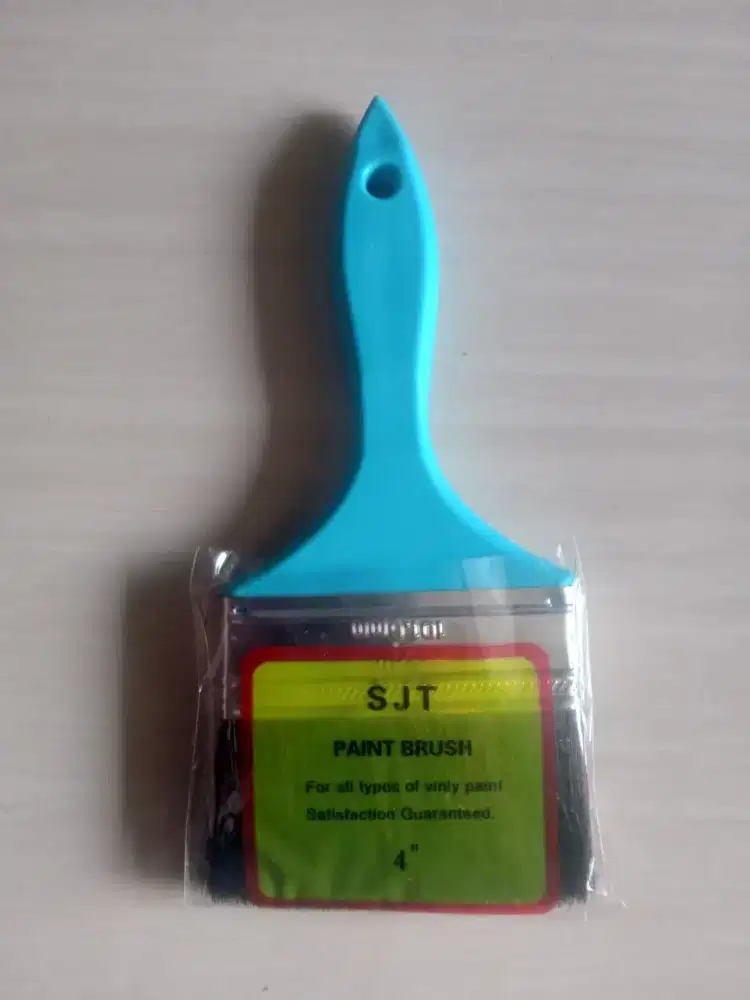 SJT
PAINT BRUSH
For all types of vinly paint
Satisfaction Guaranteed.
4"